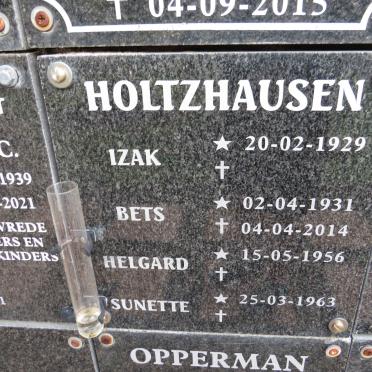 ✝ 04-09-2015
HOLTZHAUSEN
IZAK ★ 20-02-1929
✝
BETS ★ 02-04-1931
✝ 04-04-2014
HELGARD ★ 15-05-1956
✝
SUNETTE ★ 25-03-1963
✝
C.
1939
-2021
VREDE
ERS EN
KINDERS
OPPERMAN